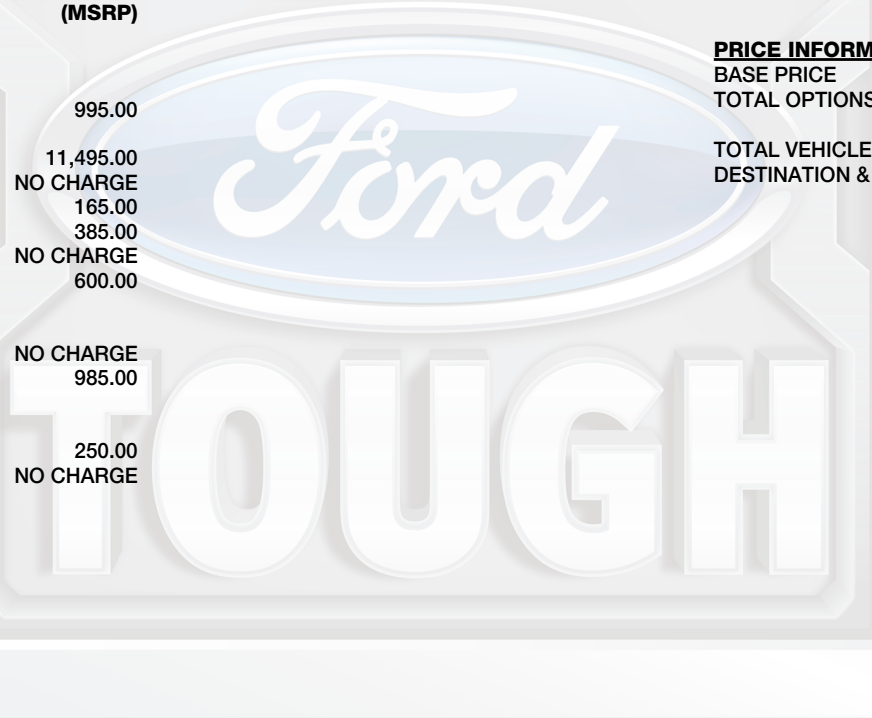 (MSRP)
995.00
11,495.00
NO CHARGE
165.00
385.00
NO CHARGE
600.00
NO CHARGE
985.00
250.00
NO CHARGE
PRICE INFORM
BASE PRICE
TOTAL OPTIONS
TOTAL VEHICLE
DESTINATION &
Ford
TOUGH